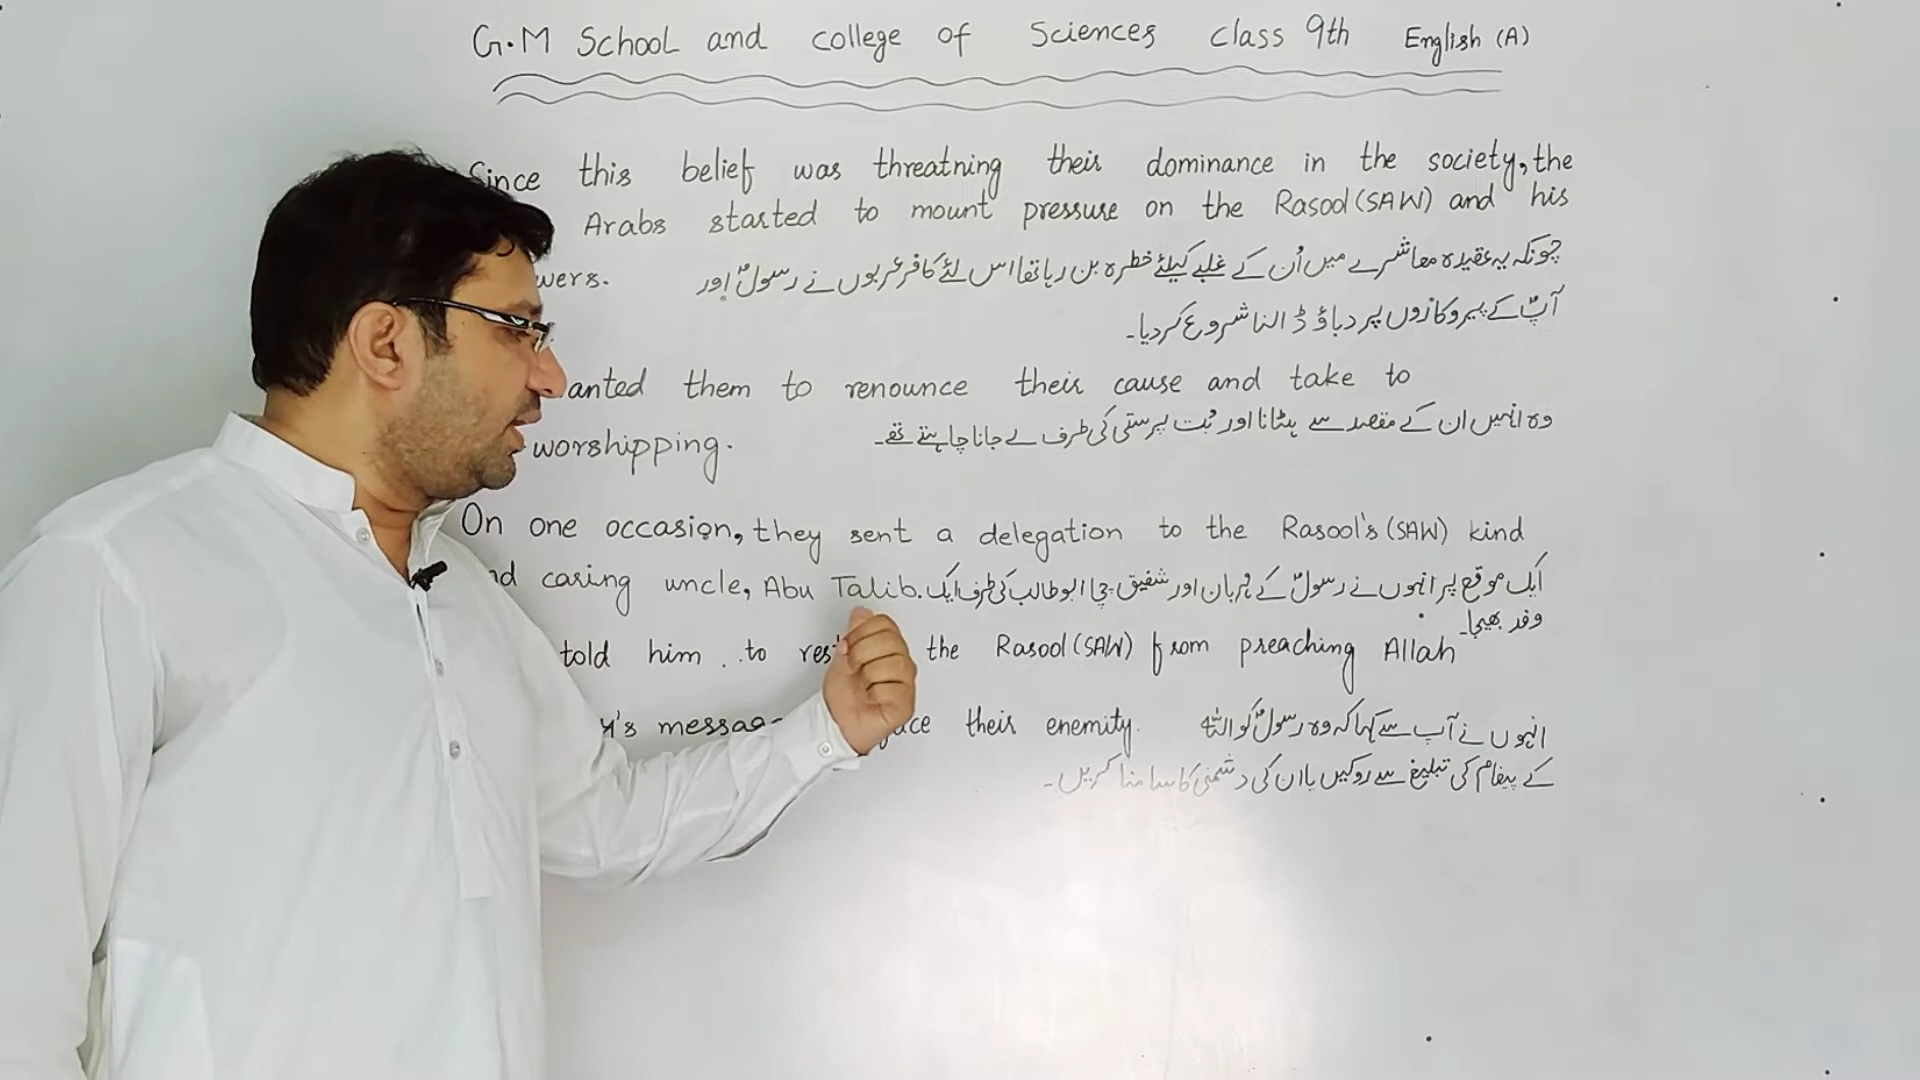 G.M School and college of Sciences class 9th English (A)
Since this belief was threatning their dominance in the society, the
Arabs started to mount pressure on the Rasool (SAW) and his
wers. چونکہ یہ عقیدہ معاشرے میں اُن کے غلبے کیلئے خطرہ بن رہا تھا اس لئے کافر عربوں نے رسولؐ اور
آپؐ کے پیروکاروں پر دباؤ ڈالنا شروع کر دیا۔
anted them to renounce their cause and take to
worshipping. وہ انہیں ان کے مقصد سے ہٹانا اور بُت پرستی کی طرف لے جانا چاہتے تھے۔
On one occasion, they sent a delegation to the Rasool's (SAW) kind
nd caring uncle, Abu Talib. ایک موقع پر انہوں نے رسولؐ کے مہربان اور شفیق چچا ابو طالب کی طرف ایک
وفد بھیجا۔
told him to res the Rasool (SAW) from preaching Allah
y's messag ace their enemity. انہوں نے آپ سے کہا کہ وہ رسولؐ کو اللہ
کے پیغام کی تبلیغ سے روکیں یا ان کی دشمنی کا سامنا کریں۔